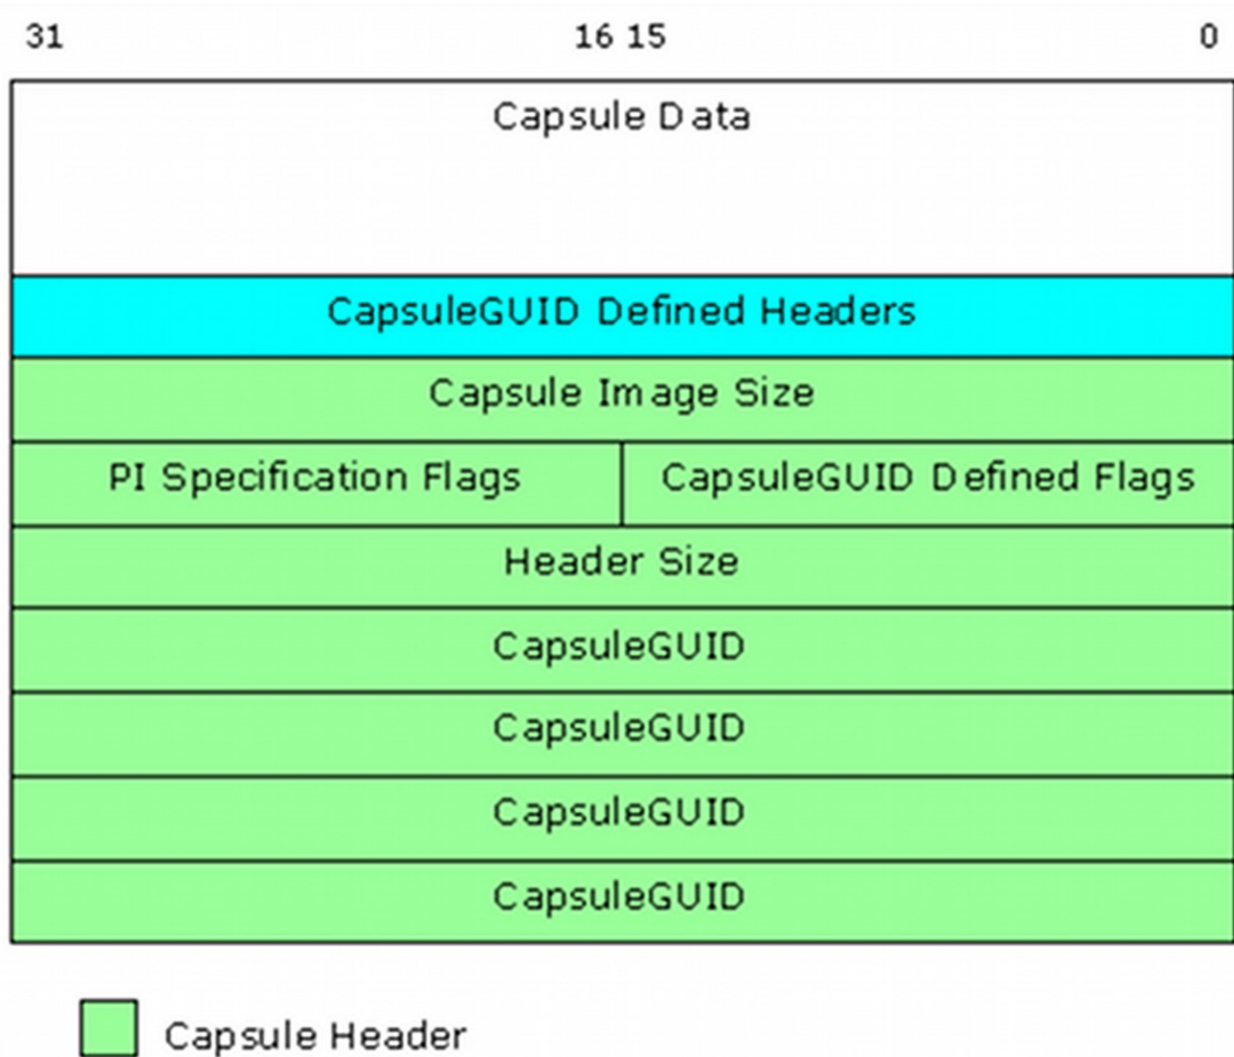 31 16 15 0
Capsule Data
CapsuleGUID Defined Headers
Capsule Image Size
PI Specification Flags CapsuleGUID Defined Flags
Header Size
CapsuleGUID
CapsuleGUID
CapsuleGUID
CapsuleGUID
Capsule Header